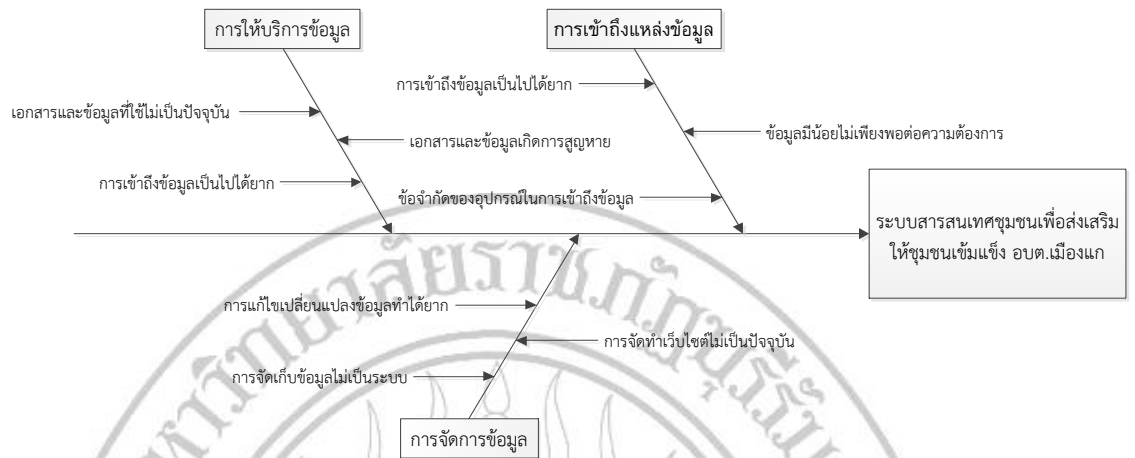 การให้บริการข้อมูล
การเข้าถึงแหล่งข้อมูล
การเข้าถึงข้อมูลเป็นไปได้ยาก
เอกสารและข้อมูลที่ใช้ไม่เป็นปัจจุบัน
เอกสารและข้อมูลเกิดการสูญหาย
ข้อมูลมีน้อยไม่เพียงพอต่อความต้องการ
การเข้าถึงข้อมูลเป็นไปได้ยาก
ข้อจำกัดของอุปกรณ์ในการเข้าถึงข้อมูล
ระบบสารสนเทศชุมชนเพื่อส่งเสริม
ให้ชุมชนเข้มแข็ง อบต.เมืองแก
การแก้ไขเปลี่ยนแปลงข้อมูลทำได้ยาก
การจัดทำเว็บไซต์ไม่เป็นปัจจุบัน
การจัดเก็บข้อมูลไม่เป็นระบบ
การจัดการข้อมูล